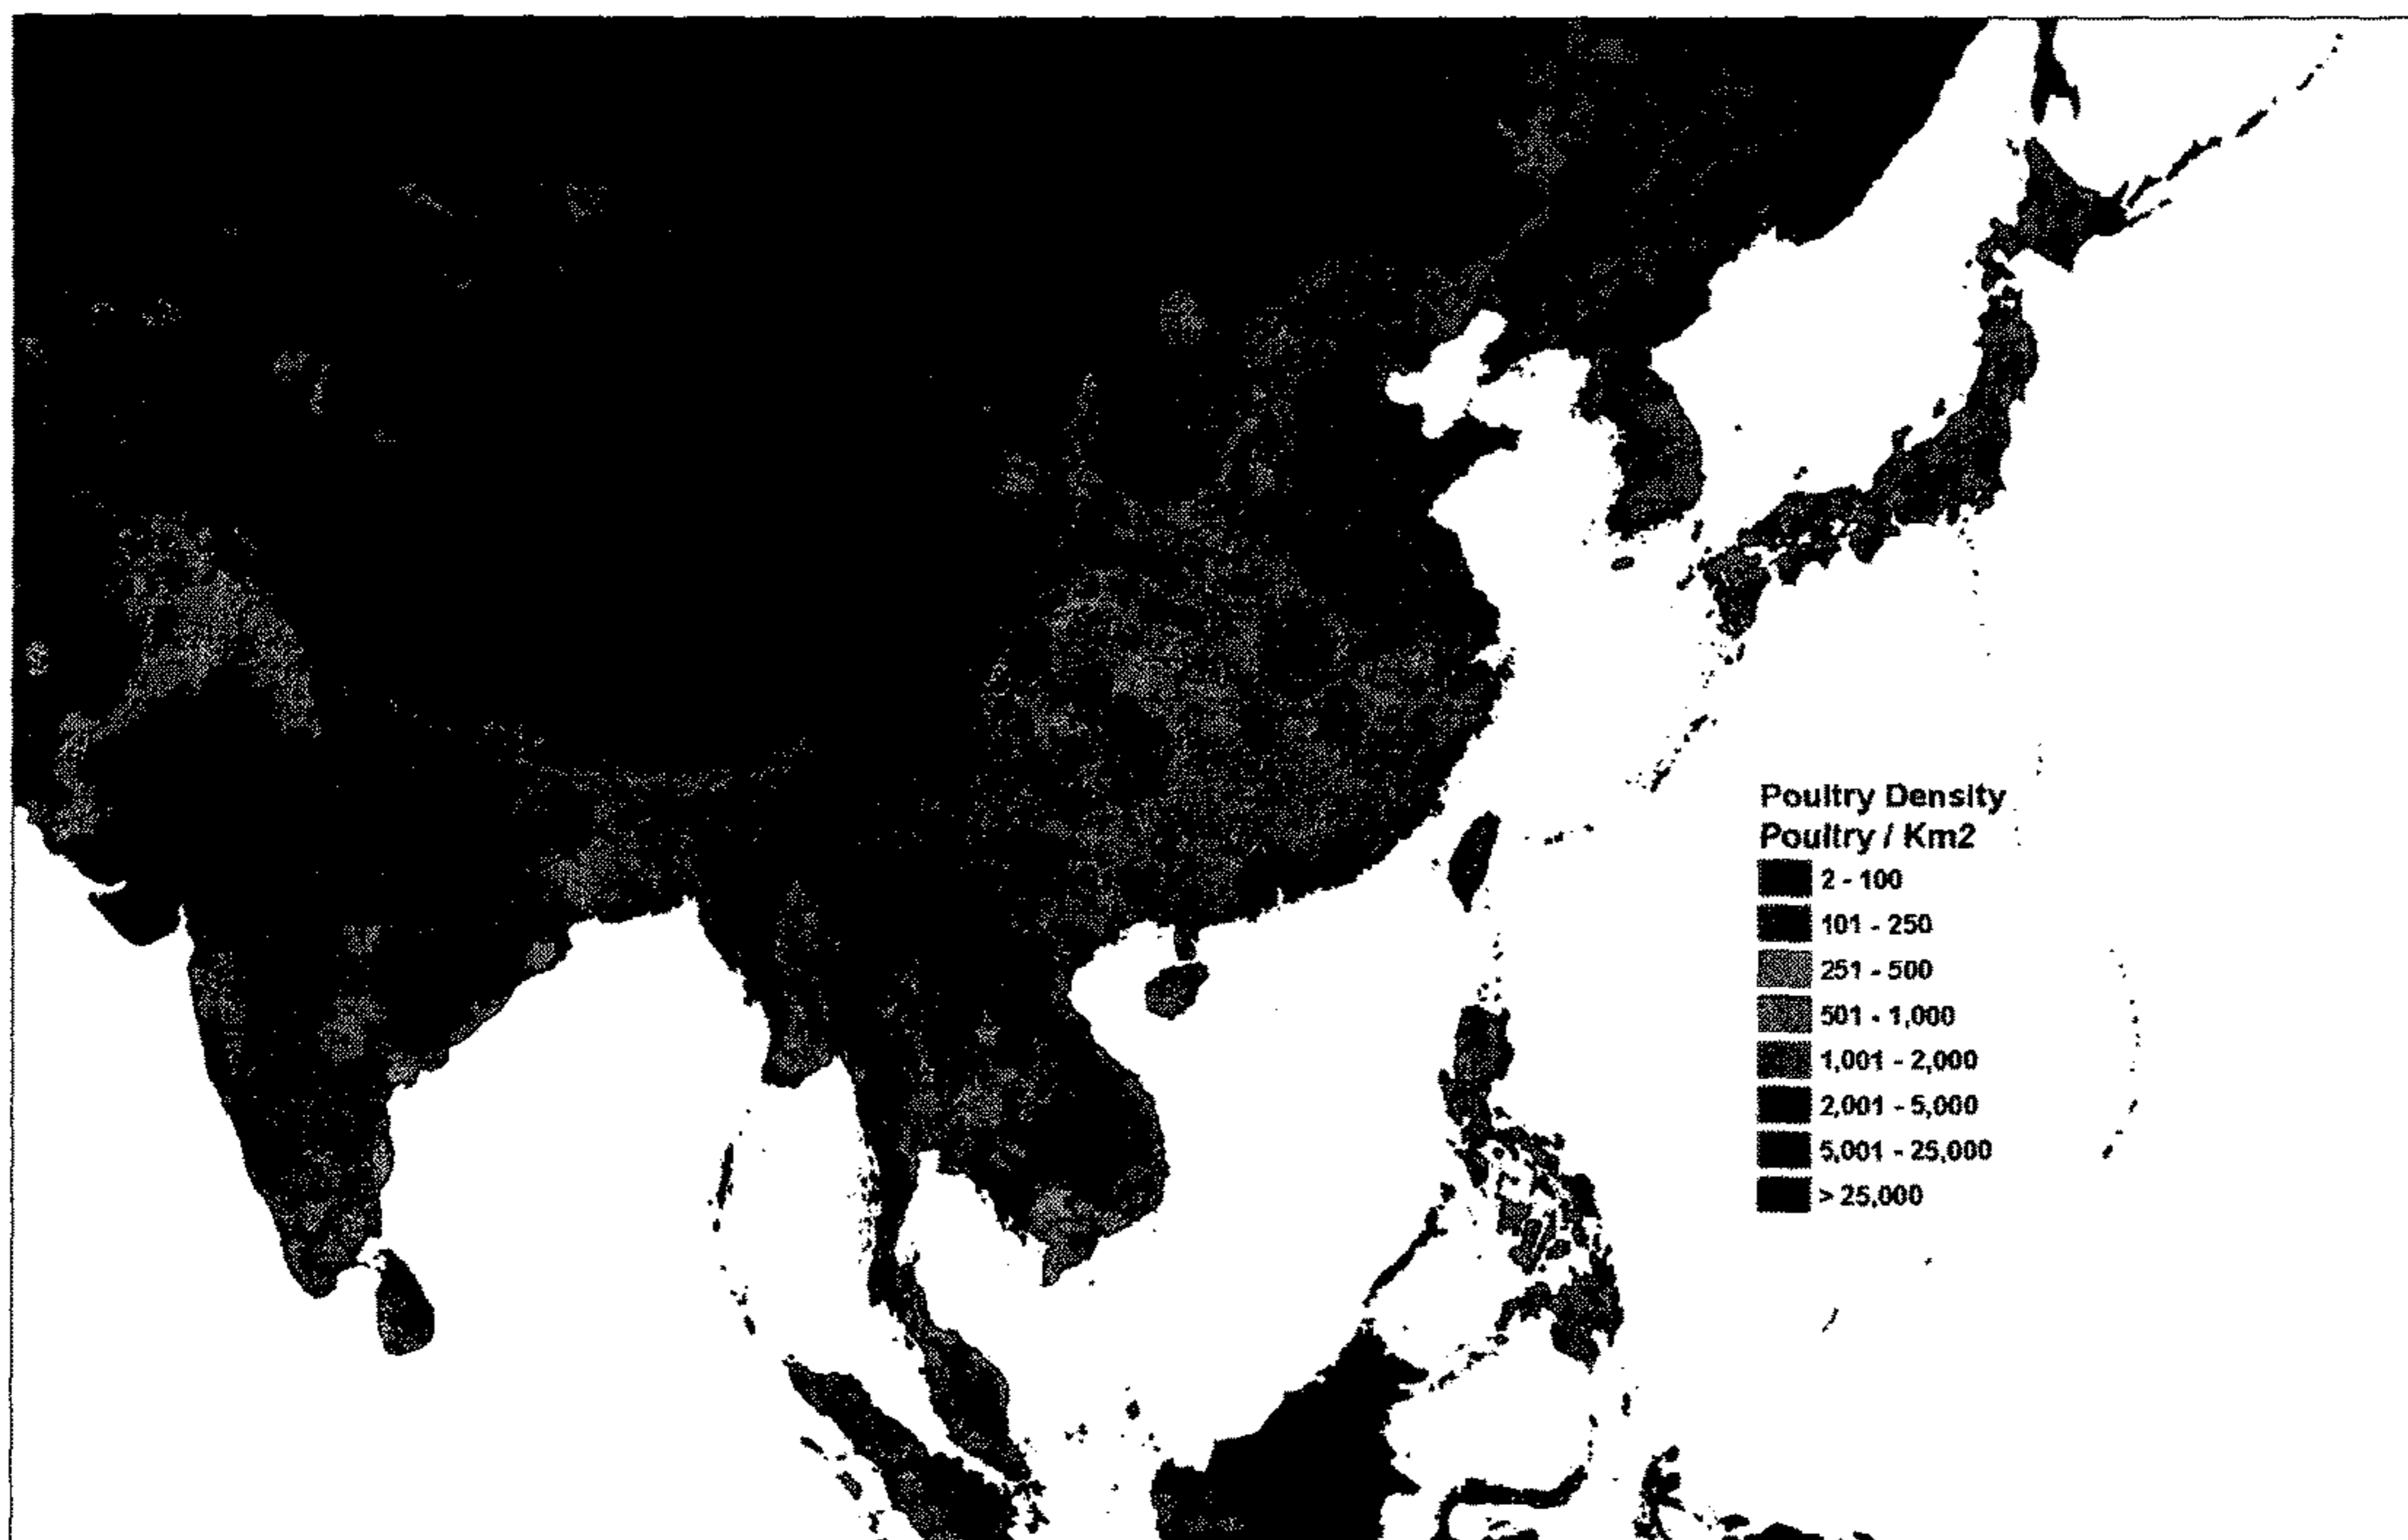 Poultry Density
Poultry / Km2
2 - 100
101 - 250
251 - 500
501 - 1,000
1,001 - 2,000
2,001 - 5,000
5,001 - 25,000
> 25,000